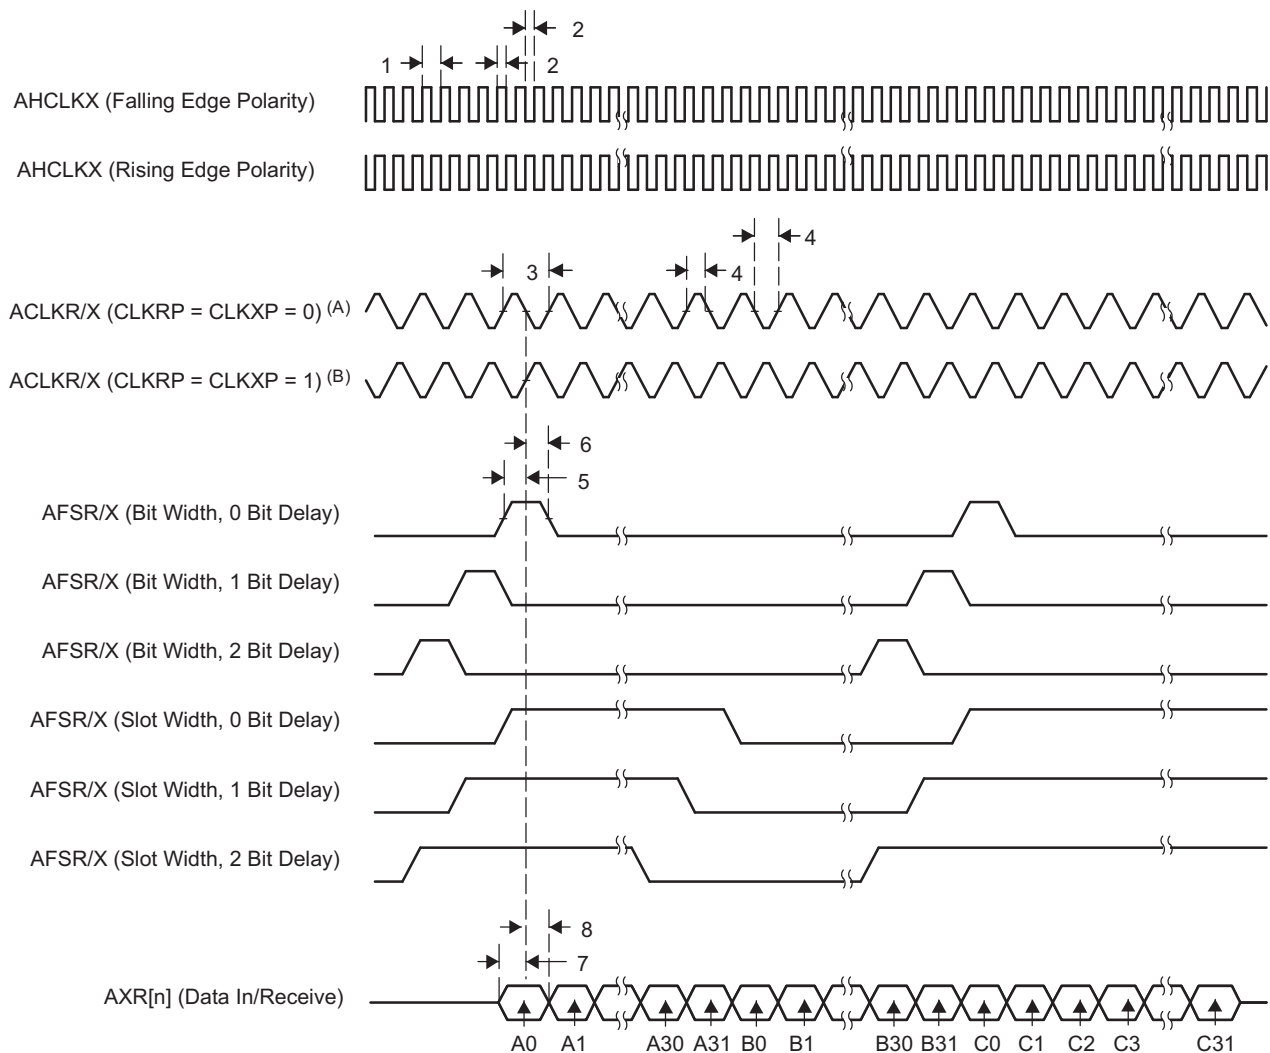 2
1
2
AHCLKX (Falling Edge Polarity)
AHCLKX (Rising Edge Polarity)
4
3
4
ACLKR/X (CLKRP = CLKXP = 0) (A)
ACLKR/X (CLKRP = CLKXP = 1) (B)
6
5
AFSR/X (Bit Width, 0 Bit Delay)
AFSR/X (Bit Width, 1 Bit Delay)
AFSR/X (Bit Width, 2 Bit Delay)
AFSR/X (Slot Width, 0 Bit Delay)
AFSR/X (Slot Width, 1 Bit Delay)
AFSR/X (Slot Width, 2 Bit Delay)
8
7
AXR[n] (Data In/Receive)
A0 A1 A30 A31 B0 B1 B30 B31 C0 C1 C2 C3 C31